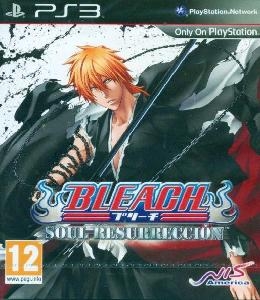 PS3
PlayStation®Network
Only On PlayStation
BLEACH
ブリーチ
SOUL RESURRECCIÓN
12
www.pegi.info
NIS
America